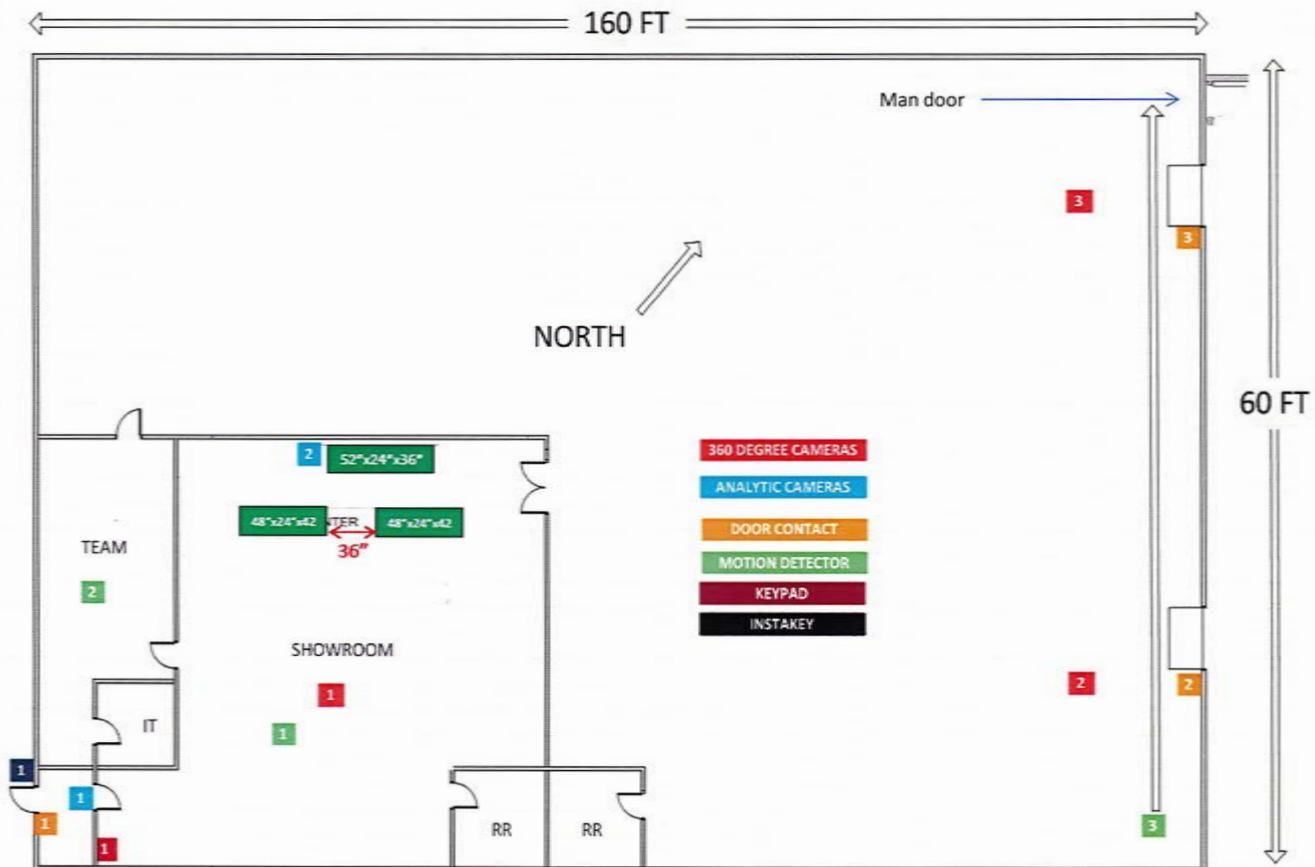 160 FT
Man door
3
3
NORTH
60 FT
2
52"x24"x36"
360 DEGREE CAMERAS
ANALYTIC CAMERAS
48"x24"x42
NTER
48"x24"x42
36"
DOOR CONTACT
TEAM
MOTION DETECTOR
2
KEYPAD
INSTAKEY
SHOWROOM
1
2
2
IT
1
1
1
1
3
1
RR
RR